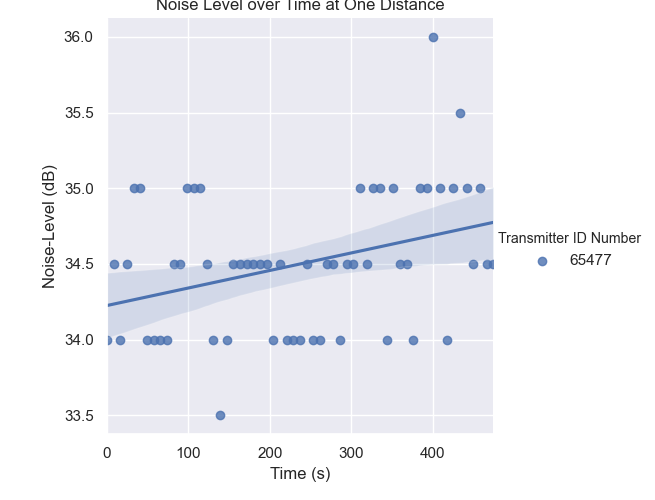 Noise Level over Time at One Distance
36.0
35.5
35.0
34.5
34.0
33.5
Noise-Level (dB)
0 100 200 300 400
Time (s)
Transmitter ID Number
65477